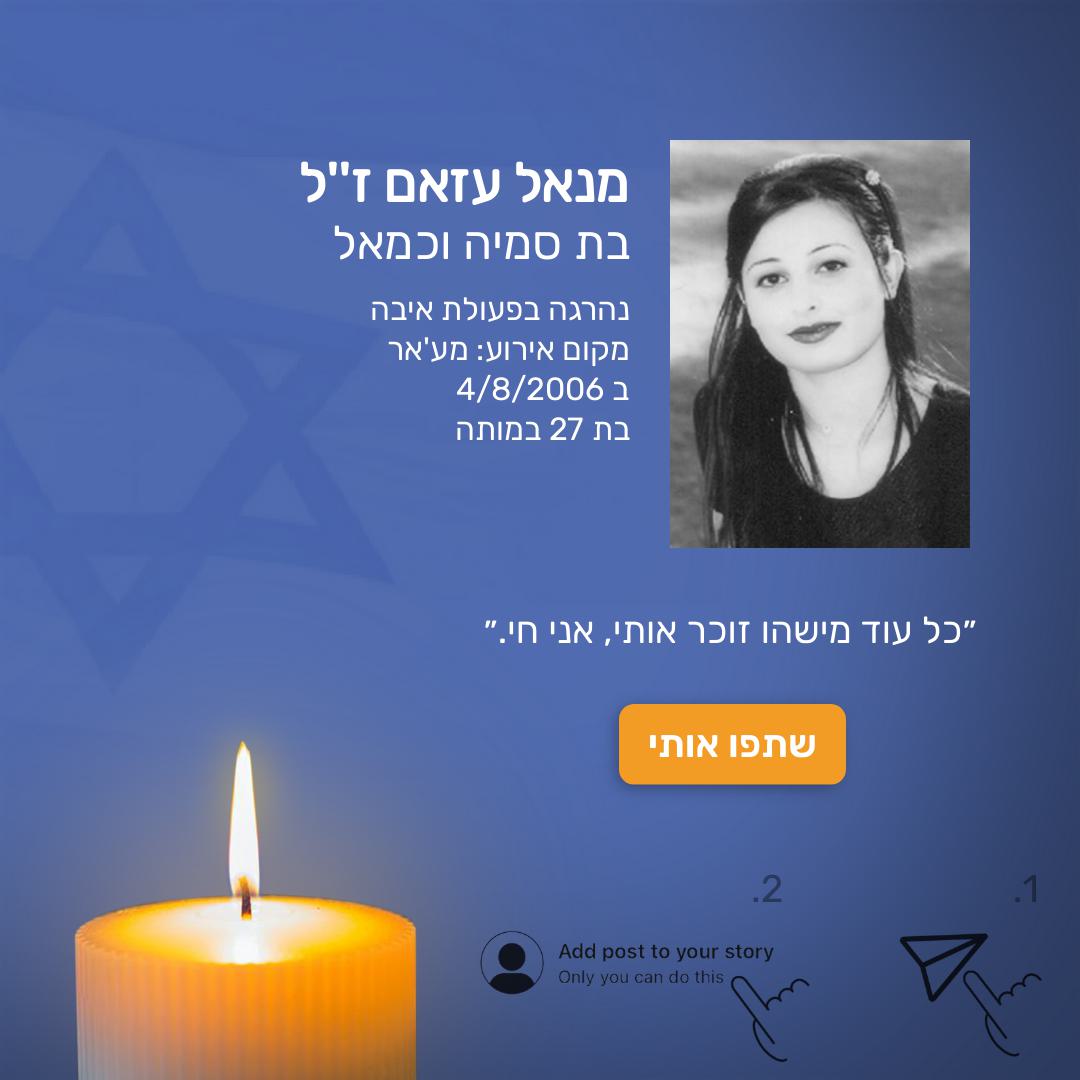 מנאל עזאם ז"ל
בת סמיה וכמאל
נהרגה בפעולת איבה
מקום אירוע: מע'אר
ב 4/8/2006
בת 27 במותה
״כל עוד מישהו זוכר אותי, אני חי.״
שתפו אותי
1.
2.
Add post to your story
Only you can do this